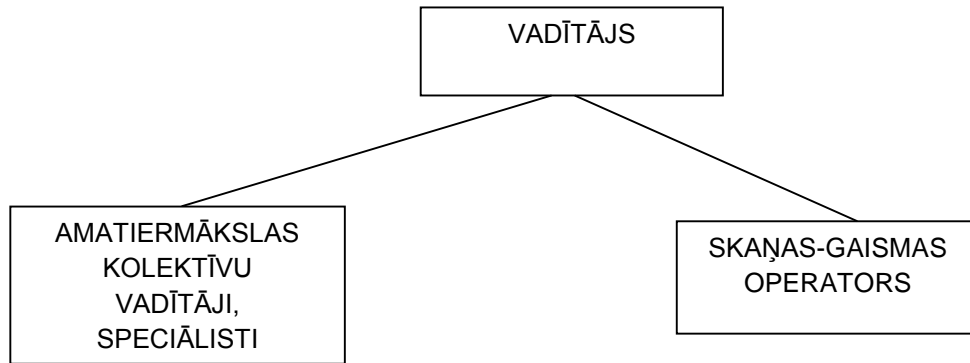 VADĪTĀJS
AMATIERMĀKSLAS
KOLEKTĪVU
VADĪTĀJI,
SPECIĀLISTI
SKAŅAS-GAISMAS
OPERATORS